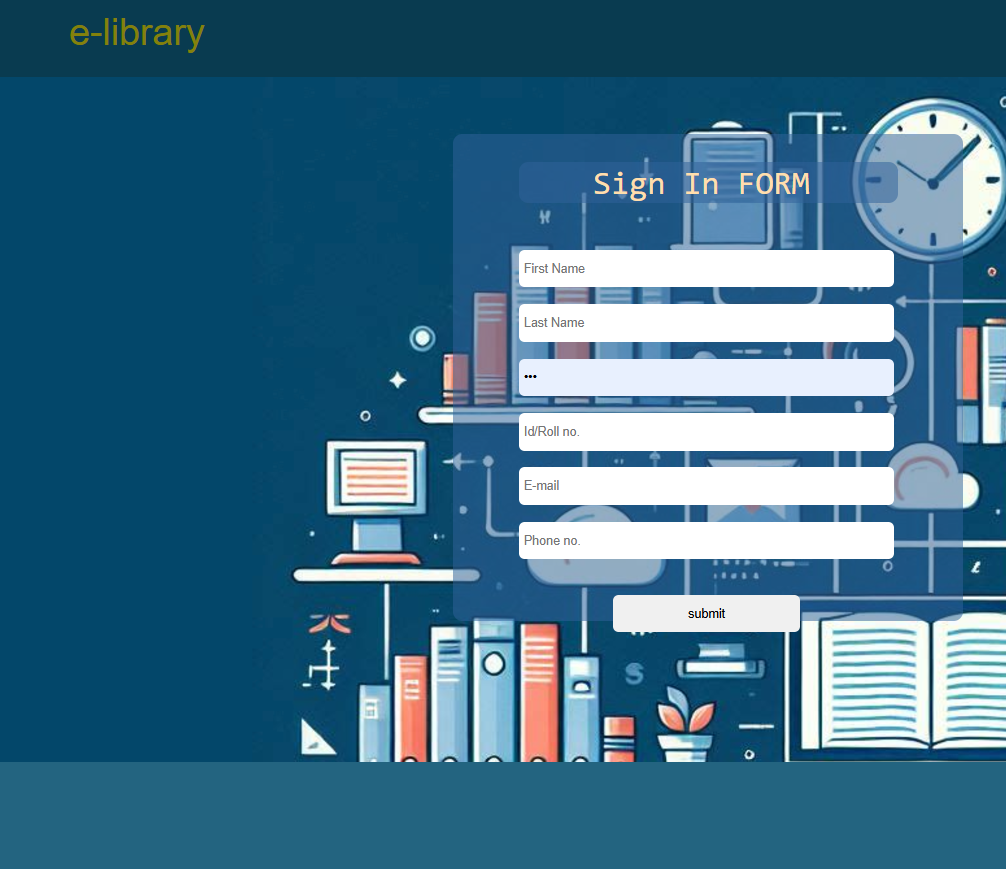 e-library
Sign In FORM
First Name
Last Name
•••
Id/Roll no.
E-mail
Phone no.
submit